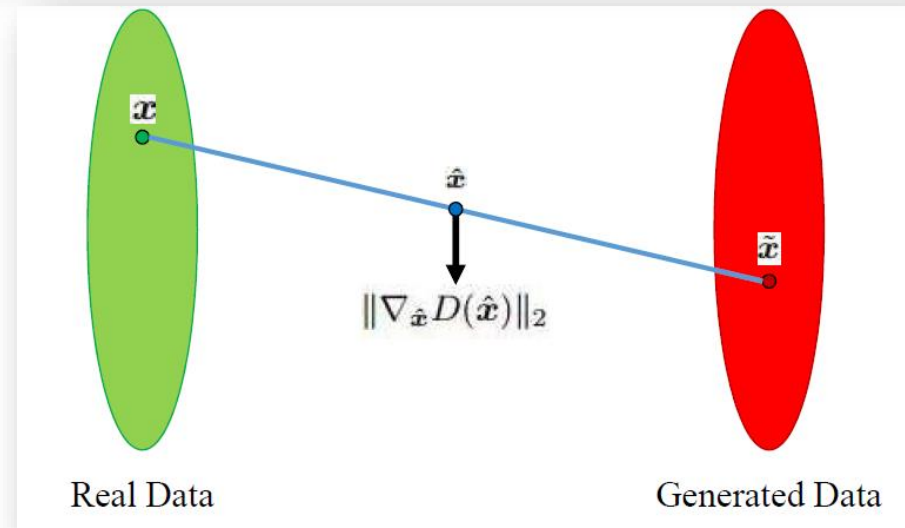 x
x̂
x̃
‖∇x̂D(x̂)‖2
Real Data
Generated Data